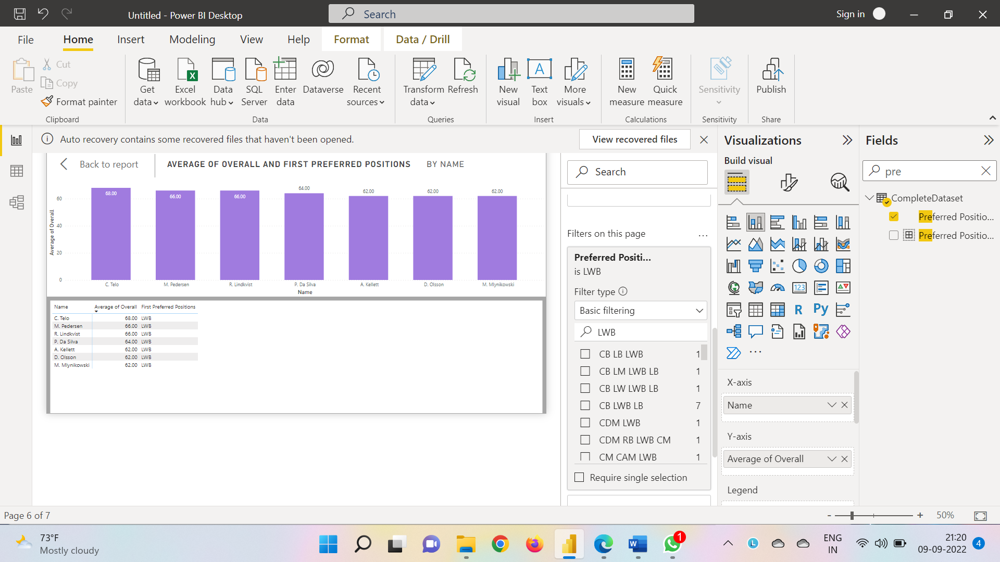 Untitled - Power BI Desktop
Search
Sign in
File Home Insert Modeling View Help Format Data / Drill
Paste
Cut
Copy
Format painter
Clipboard
Get data
Excel workbook
Data hub
SQL Server
Enter data
Dataverse
Recent sources
Data
Transform data
Refresh
Queries
New visual
Text box
More visuals
Insert
New measure
Quick measure
Calculations
Sensitivity
Sensitivity
Publish
Share
Auto recovery contains some recovered files that haven't been opened.
View recovered files
Back to report
AVERAGE OF OVERALL AND FIRST PREFERRED POSITIONS BY NAME
Average of Overall
60
40
20
0
68.00 66.00 66.00 64.00 62.00 62.00 62.00
C. Telo M. Pedersen R. Lindkvist P. Da Silva A. Kellett D. Olsson M. Mlynikowski
Name
Name Average of Overall First Preferred Positions
C. Telo 68.00 LWB
M. Pedersen 66.00 LWB
R. Lindkvist 66.00 LWB
P. Da Silva 64.00 LWB
A. Kellett 62.00 LWB
D. Olsson 62.00 LWB
M. Mlynikowski 62.00 LWB
Search
Filters on this page ...
Preferred Positi...
is LWB
Filter type
Basic filtering
LWB
CB LB LWB 1
CB LM LWB LB 1
CB LW LWB LB 1
CB LWB LB 7
CDM LWB 1
CDM RB LWB CM 1
CM CAM LWB 1
Require single selection
Visualizations
Build visual
123
R
Py
...
X-axis
Name
Y-axis
Average of Overall
Legend
Fields
pre
CompleteDataset
Preferred Positio...
Preferred Positio...
Page 6 of 7
- + 50%
73°F
Mostly cloudy
1
L
ENG
IN
21:20
09-09-2022
4